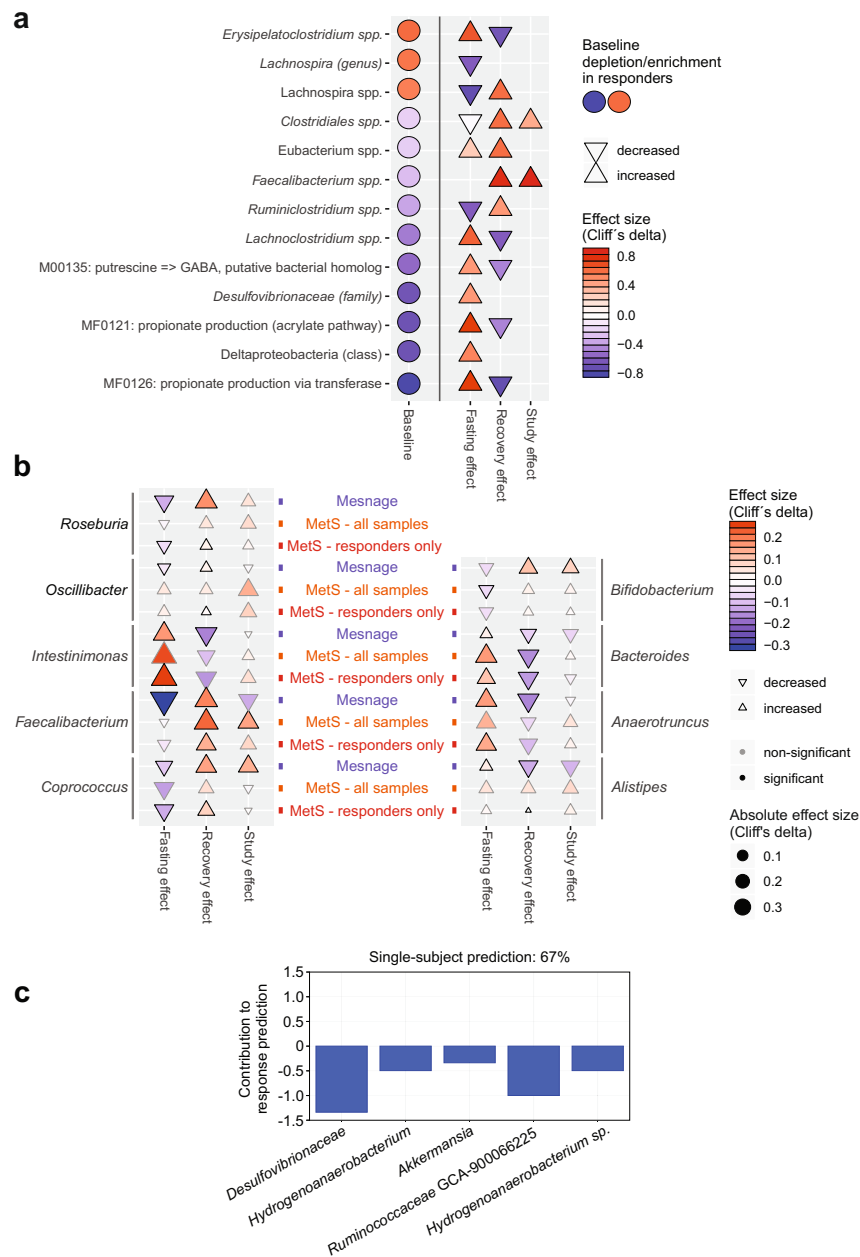 a
Erysipelatoclostridium spp.
Lachnospira (genus)
Lachnospira spp.
Clostridiales spp.
Eubacterium spp.
Faecalibacterium spp.
Ruminiclostridium spp.
Lachnoclostridium spp.
M00135: putrescine => GABA, putative bacterial homolog
Desulfovibrionaceae (family)
MF0121: propionate production (acrylate pathway)
Deltaproteobacteria (class)
MF0126: propionate production via transferase
Baseline
Fasting effect
Recovery effect
Study effect
Baseline
depletion/enrichment
in responders
decreased
increased
Effect size
(Cliff´s delta)
0.8
0.4
0.0
−0.4
−0.8
b
Roseburia
Oscillibacter
Intestinimonas
Faecalibacterium
Coprococcus
Fasting effect
Recovery effect
Study effect
Mesnage
MetS - all samples
MetS - responders only
Mesnage
MetS - all samples
MetS - responders only
Mesnage
MetS - all samples
MetS - responders only
Mesnage
MetS - all samples
MetS - responders only
Mesnage
MetS - all samples
MetS - responders only
Bifidobacterium
Bacteroides
Anaerotruncus
Alistipes
Fasting effect
Recovery effect
Study effect
Effect size
(Cliff´s delta)
0.2
0.1
0.0
−0.1
−0.2
−0.3
decreased
increased
non-significant
significant
Absolute effect size
(Cliff's delta)
0.1
0.2
0.3
c
Single-subject prediction: 67%
Contribution to
response prediction
1.5
1.0
0.5
0
-0.5
-1.0
-1.5
Desulfovibrionaceae
Hydrogenoanaerobacterium
Akkermansia
Ruminococcaceae GCA-900066225
Hydrogenoanaerobacterium sp.